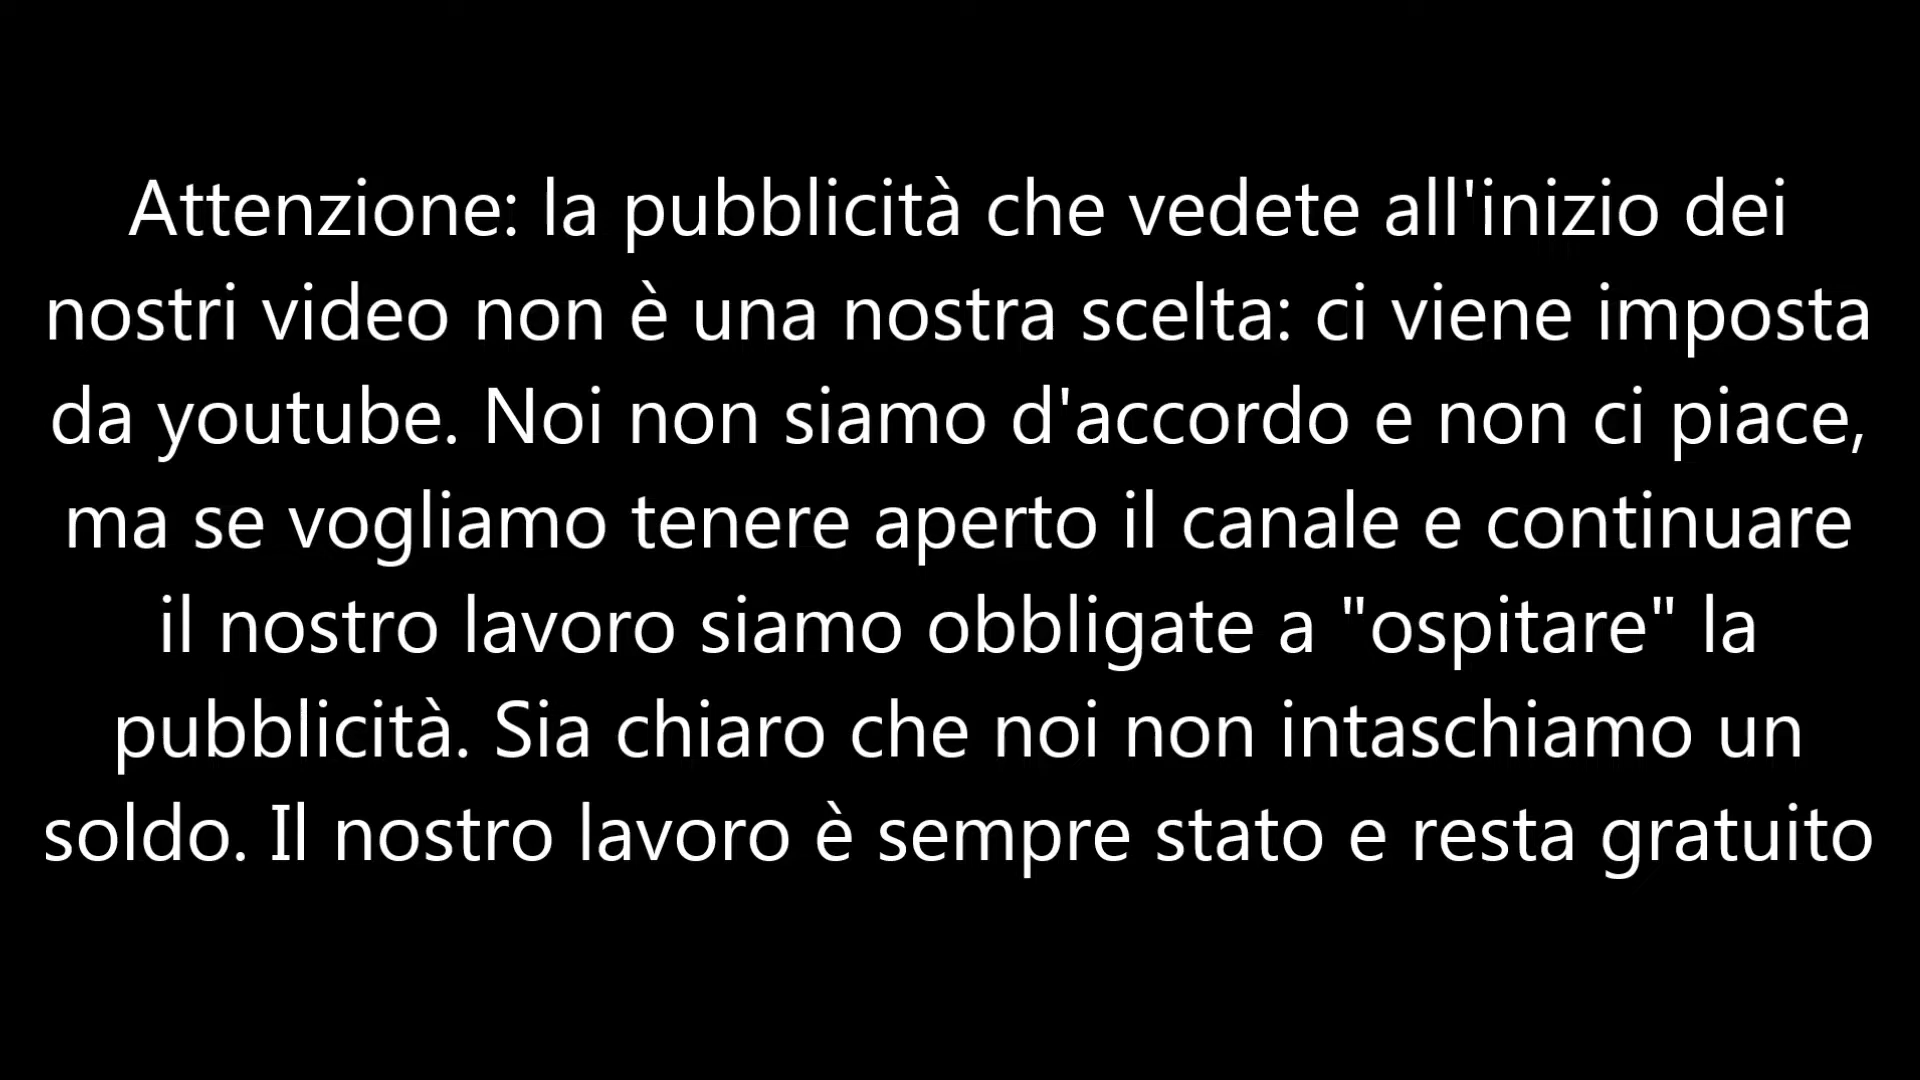 Attenzione: la pubblicità che vedete all'inizio dei
nostri video non è una nostra scelta: ci viene imposta
da youtube. Noi non siamo d'accordo e non ci piace,
ma se vogliamo tenere aperto il canale e continuare
il nostro lavoro siamo obbligate a "ospitare" la
pubblicità. Sia chiaro che noi non intaschiamo un
soldo. Il nostro lavoro è sempre stato e resta gratuito